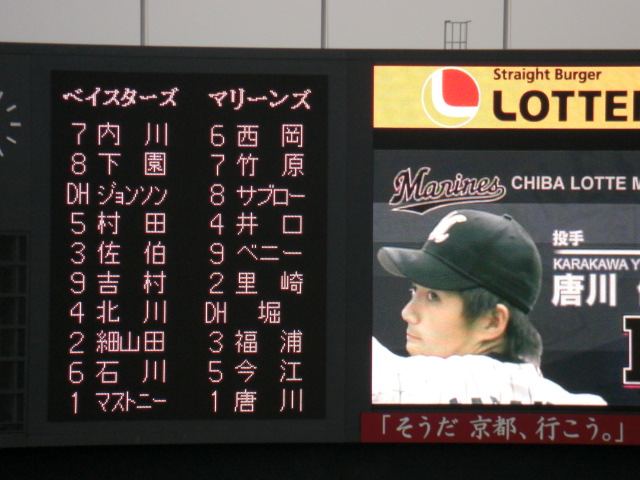 ベイスターズ マリーンズ
7 内川 6 西岡
8 下園 7 竹原
DH ジョンソン 8 サブロー
5 村田 4 井口
3 佐伯 9 ベニー
9 吉村 2 里崎
4 北川 DH 堀
2 細山田 3 福浦
6 石川 5 今江
1 マストニー 1 唐川
Straight Burger
LOTTE
Marines CHIBA LOTTE M
投手
KARAKAWA Y
唐川
「そうだ 京都、行こう。」